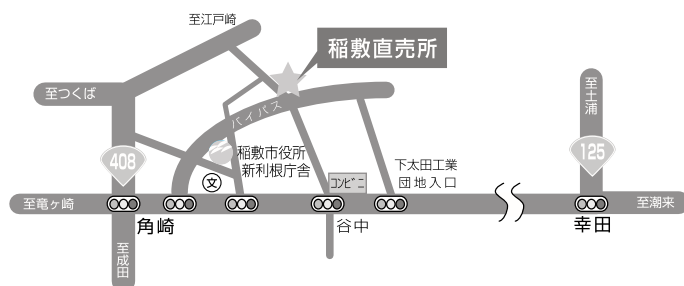 至江戸崎
稲敷直売所
至つくば
至土浦
バイパス
408
稲敷市役所
新利根庁舎
文
コンビニ
下太田工業
団地入口
125
至竜ヶ崎
角崎
谷中
幸田
至潮来
至成田